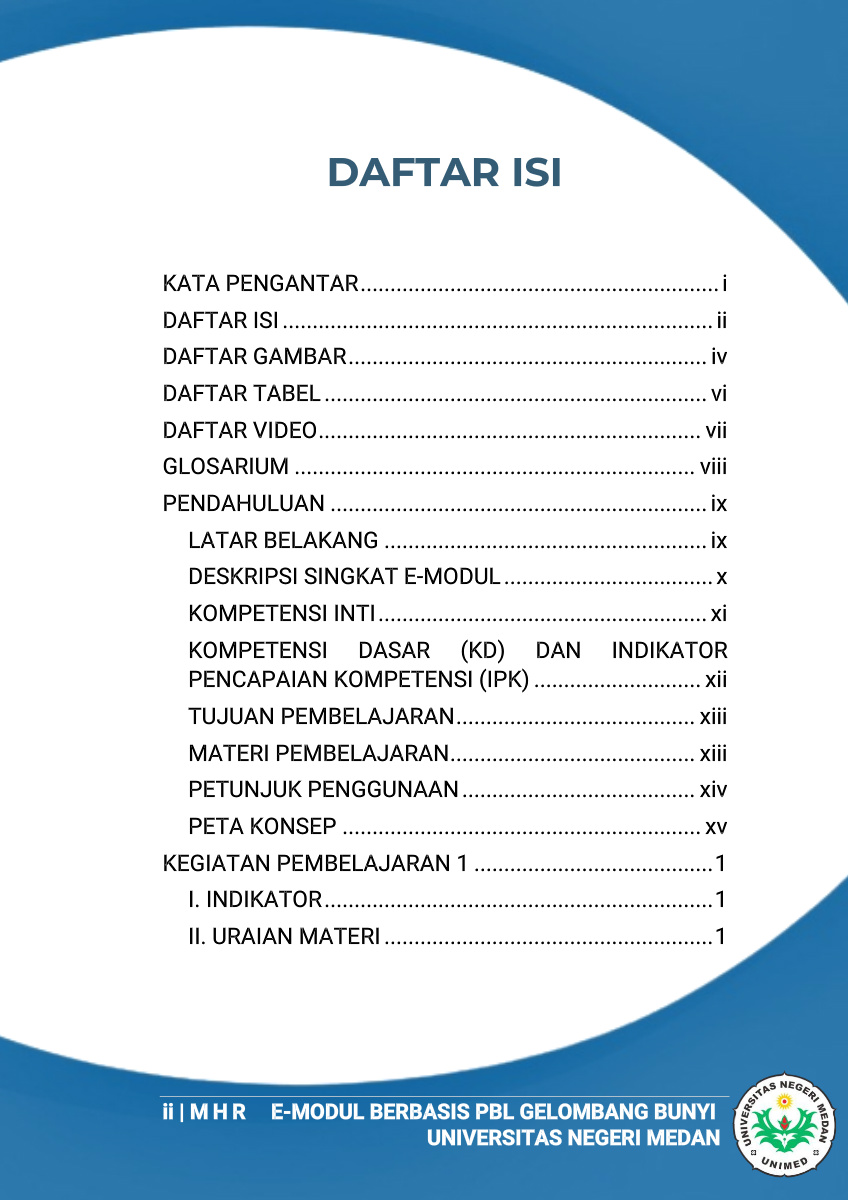 DAFTAR ISI
KATA PENGANTAR............................................................ i
DAFTAR ISI ........................................................................ ii
DAFTAR GAMBAR............................................................ iv
DAFTAR TABEL ................................................................ vi
DAFTAR VIDEO................................................................ vii
GLOSARIUM ................................................................... viii
PENDAHULUAN ............................................................... ix
LATAR BELAKANG ...................................................... ix
DESKRIPSI SINGKAT E-MODUL................................... x
KOMPETENSI INTI....................................................... xi
KOMPETENSI DASAR (KD) DAN INDIKATOR
PENCAPAIAN KOMPETENSI (IPK) ............................ xii
TUJUAN PEMBELAJARAN........................................ xiii
MATERI PEMBELAJARAN......................................... xiii
PETUNJUK PENGGUNAAN....................................... xiv
PETA KONSEP ............................................................ xv
KEGIATAN PEMBELAJARAN 1 ........................................ 1
I. INDIKATOR................................................................. 1
II. URAIAN MATERI ....................................................... 1
ii | M H R E-MODUL BERBASIS PBL GELOMBANG BUNYI
UNIVERSITAS NEGERI MEDAN
UNIVERSITAS NEGERI MEDAN
UNIMED